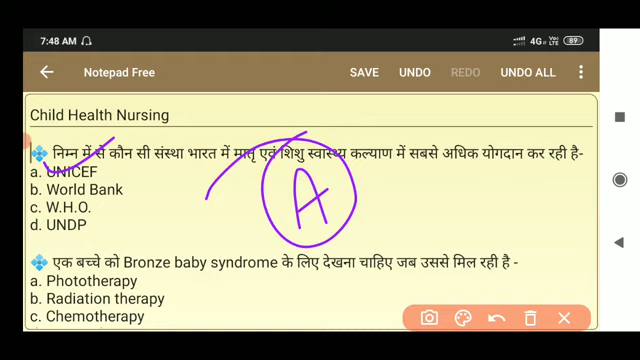 7:48 AM 4G Vo LTE 89
Notepad Free SAVE UNDO REDO UNDO ALL
Child Health Nursing
निम्न में से कौन सी संस्था भारत में मातृ एवं शिशु स्वास्थ्य कल्याण में सबसे अधिक योगदान कर रही है-
a. UNICEF
b. World Bank
c. W.H.O.
d. UNDP
A
एक बच्चे को Bronze baby syndrome के लिए देखना चाहिए जब उससे मिल रही है -
a. Phototherapy
b. Radiation therapy
c. Chemotherapy